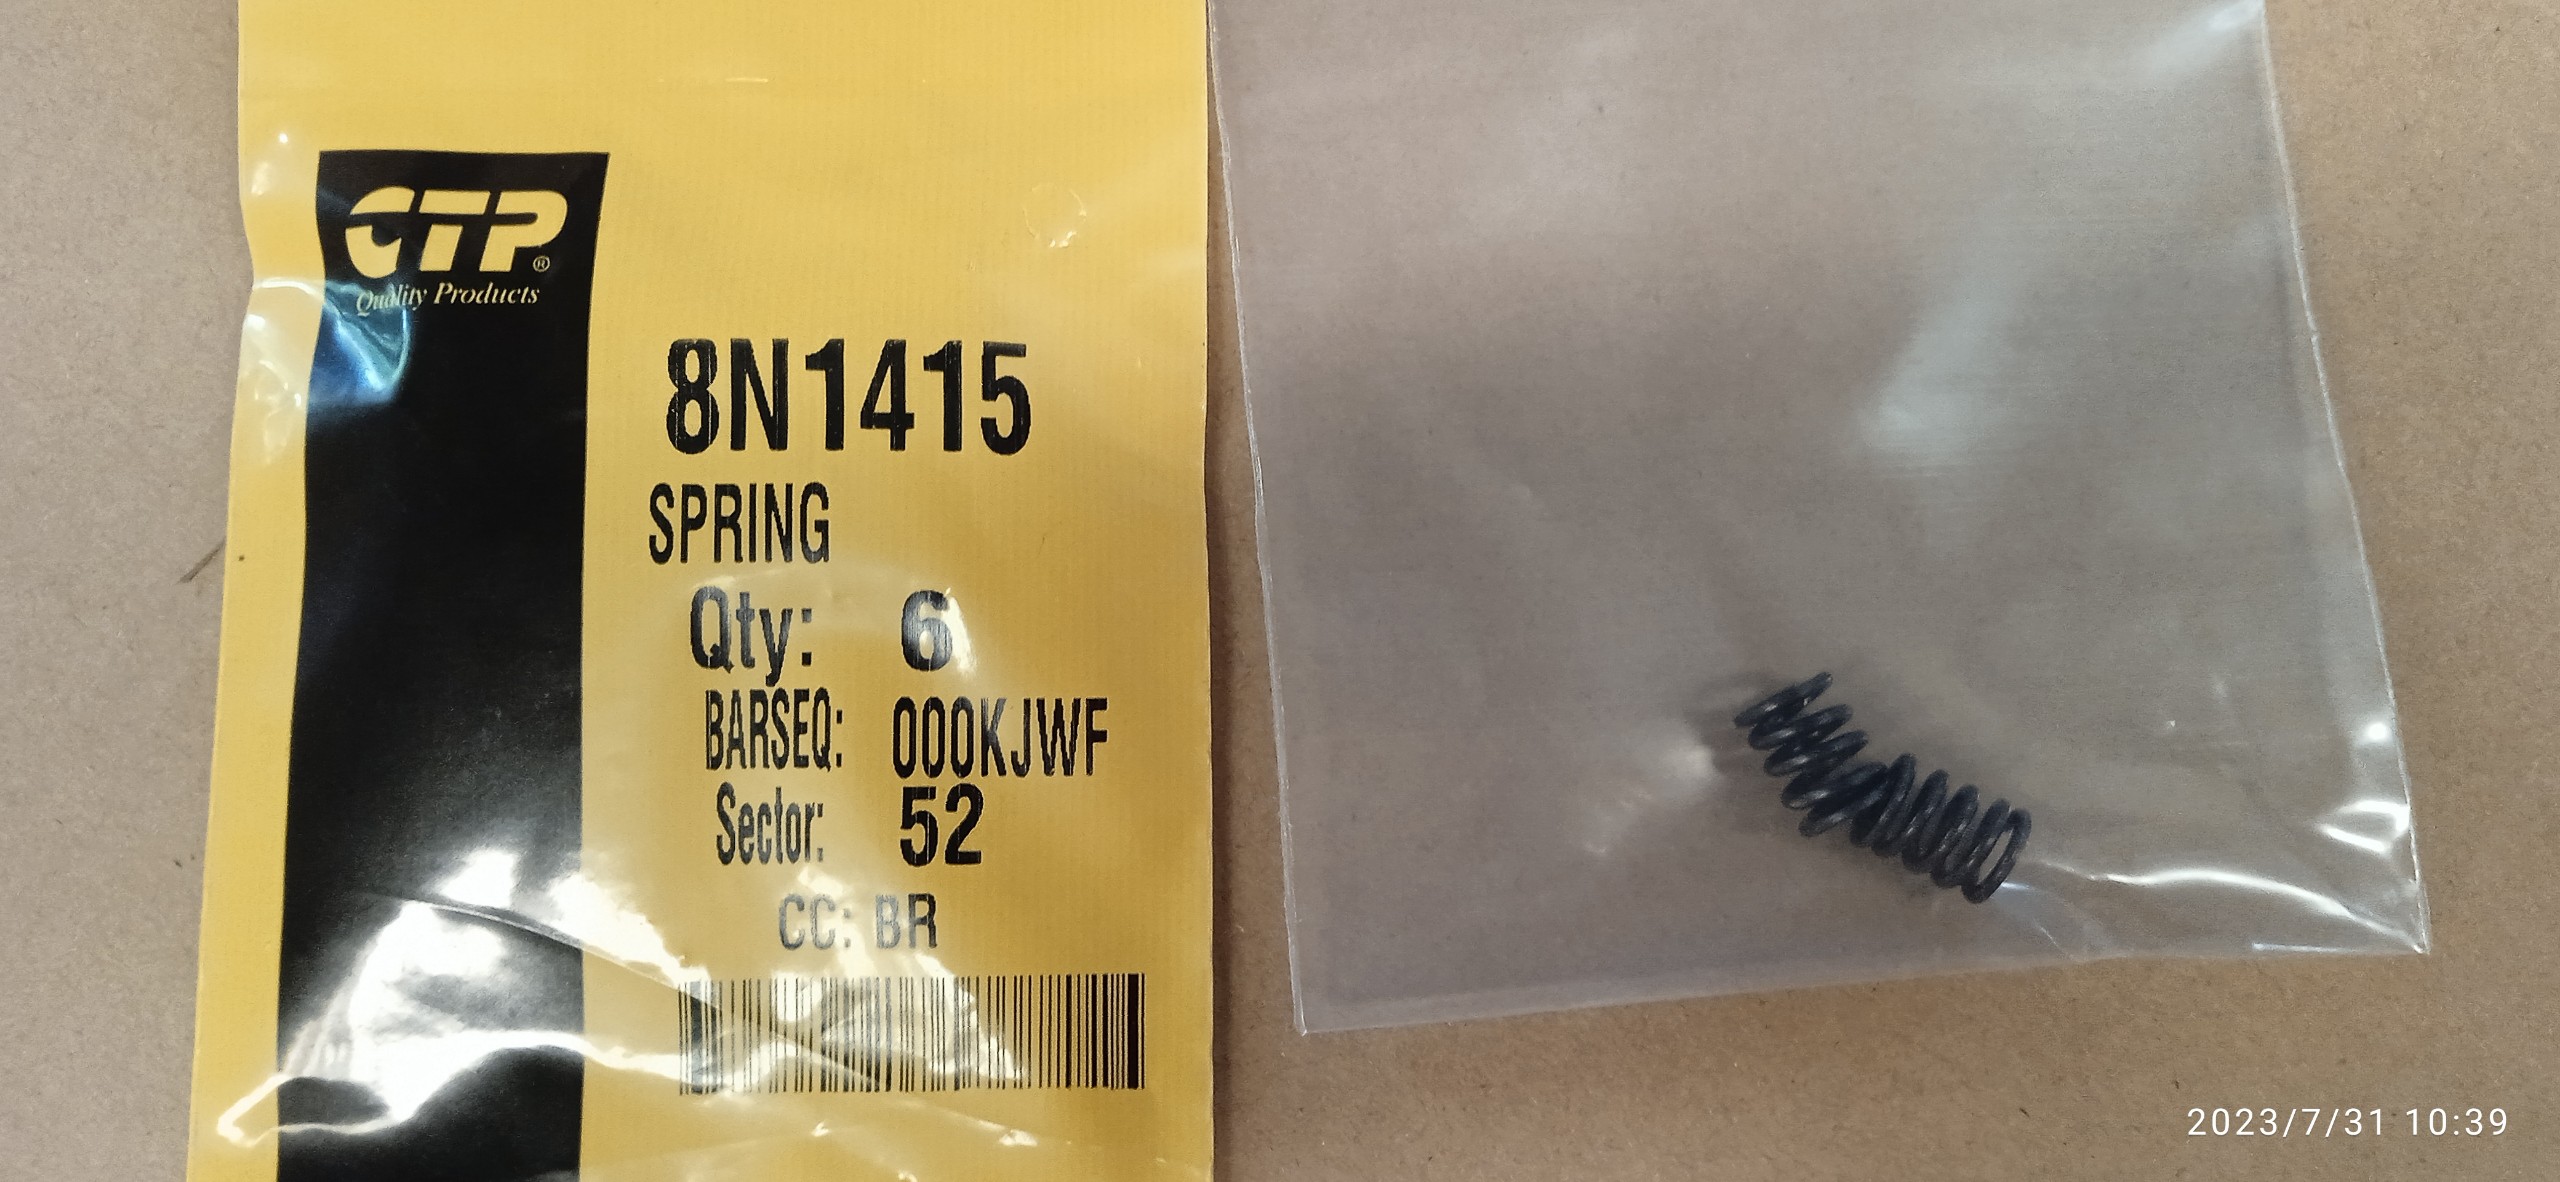 CTP®
Quality Products
8N1415
SPRING
Qty: 6
BARSEQ: 000KJWF
Sector: 52
CC: BR
2023/7/31 10:39